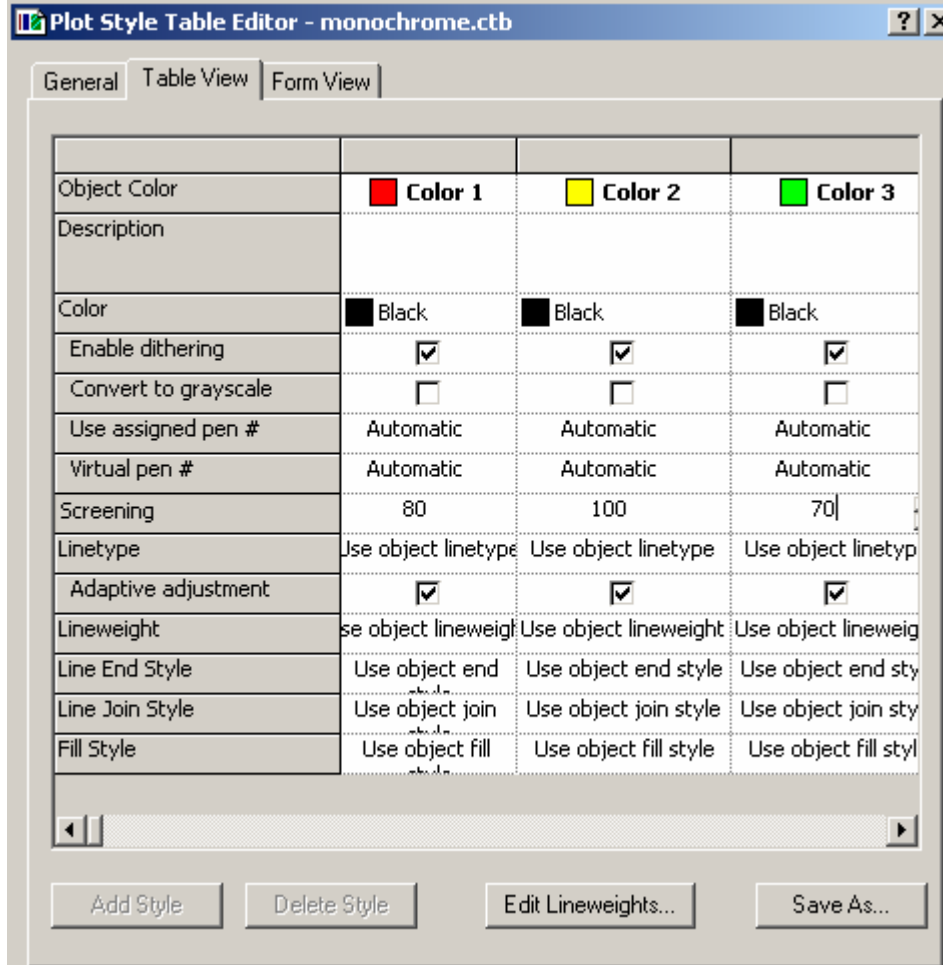 Plot Style Table Editor - monochrome.ctb
General Table View Form View
Object Color Color 1 Color 2 Color 3
Description
Color Black Black Black
Enable dithering
Convert to grayscale
Use assigned pen # Automatic Automatic Automatic
Virtual pen # Automatic Automatic Automatic
Screening 80 100 70
Linetype Use object linetype Use object linetype Use object linetyp
Adaptive adjustment
Lineweight se object lineweigl Use object lineweight Use object lineweig
Line End Style Use object end Use object end style Use object end sty
Line Join Style Use object join Use object join style Use object join sty
Fill Style Use object fill Use object fill style Use object fill styl
Add Style Delete Style Edit Lineweights... Save As...